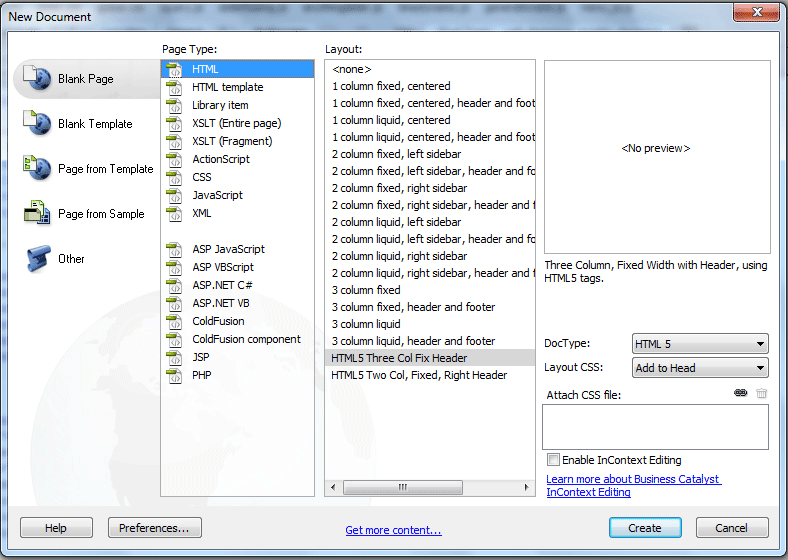 New Document
Page Type:
Layout:
Blank Page
Blank Template
Page from Template
Page from Sample
Other
HTML
HTML template
Library item
XSLT (Entire page)
XSLT (Fragment)
ActionScript
CSS
JavaScript
XML
ASP JavaScript
ASP VBScript
ASP.NET C#
ASP.NET VB
ColdFusion
ColdFusion component
JSP
PHP
<none>
1 column fixed, centered
1 column fixed, centered, header and foot
1 column liquid, centered
1 column liquid, centered, header and foot
2 column fixed, left sidebar
2 column fixed, left sidebar, header and fo
2 column fixed, right sidebar
2 column fixed, right sidebar, header and f
2 column liquid, left sidebar
2 column liquid, left sidebar, header and fo
2 column liquid, right sidebar
2 column liquid, right sidebar, header and f
3 column fixed
3 column fixed, header and footer
3 column liquid
3 column liquid, header and footer
HTML5 Three Col Fix Header
HTML5 Two Col, Fixed, Right Header
<No preview>
Three Column, Fixed Width with Header, using
HTML5 tags.
DocType:
HTML 5
Layout CSS:
Add to Head
Attach CSS file:
Enable InContext Editing
Learn more about Business Catalyst
InContext Editing
Help
Preferences...
Get more content...
Create
Cancel